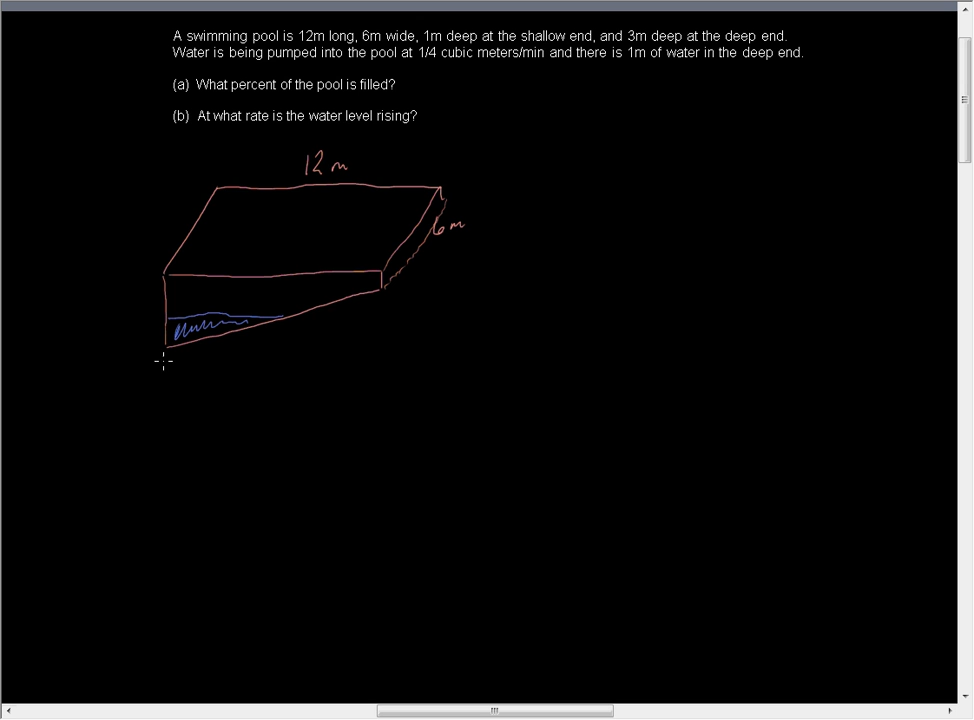 A swimming pool is 12m long, 6m wide, 1m deep at the shallow end, and 3m deep at the deep end.
Water is being pumped into the pool at 1/4 cubic meters/min and there is 1m of water in the deep end.
(a) What percent of the pool is filled?
(b) At what rate is the water level rising?
12 m
6 m